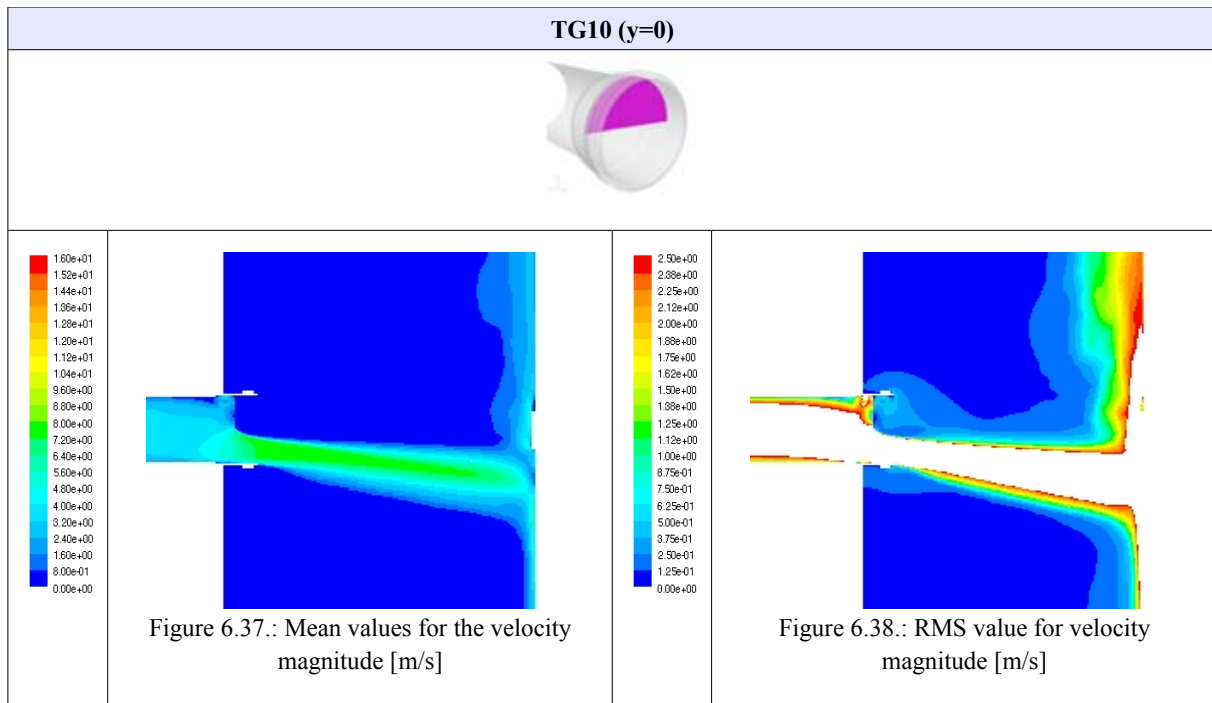 TG10 (y=0)
1.60e+01
1.52e+01
1.44e+01
1.36e+01
1.28e+01
1.20e+01
1.12e+01
1.04e+01
9.60e+00
8.80e+00
8.00e+00
7.20e+00
6.40e+00
5.60e+00
4.80e+00
4.00e+00
3.20e+00
2.40e+00
1.60e+00
8.00e-01
0.00e+00
Figure 6.37.: Mean values for the velocity
magnitude [m/s]
2.50e+00
2.38e+00
2.25e+00
2.12e+00
2.00e+00
1.88e+00
1.75e+00
1.62e+00
1.50e+00
1.38e+00
1.25e+00
1.12e+00
1.00e+00
8.75e-01
7.50e-01
6.25e-01
5.00e-01
3.75e-01
2.50e-01
1.25e-01
0.00e+00
Figure 6.38.: RMS value for velocity
magnitude [m/s]